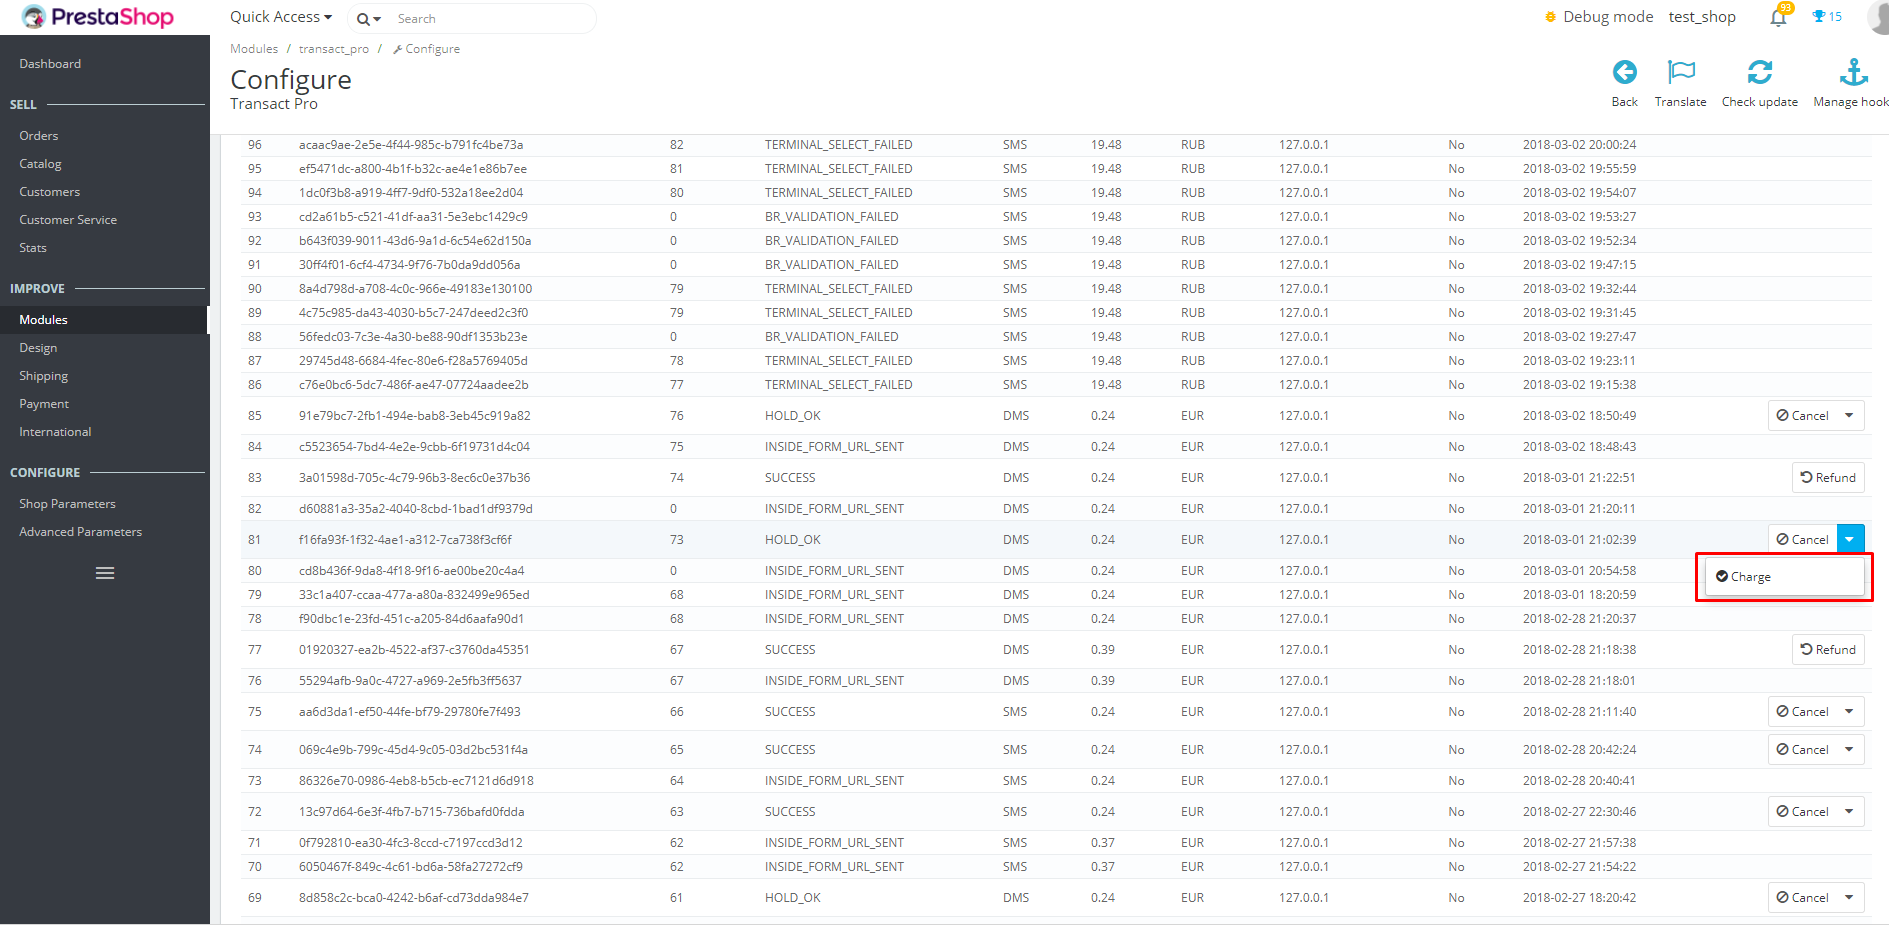 PrestaShop
Quick Access
Search
Debug mode
test_shop
93
15
Modules / transact_pro / Configure
Configure
Transact Pro
Back
Translate
Check update
Manage hook
Dashboard
SELL
Orders
Catalog
Customers
Customer Service
Stats
IMPROVE
Modules
Design
Shipping
Payment
International
CONFIGURE
Shop Parameters
Advanced Parameters
96 acaac9ae-2e5e-4f44-985c-b791fc4be73a 82 TERMINAL_SELECT_FAILED SMS 19.48 RUB 127.0.0.1 No 2018-03-02 20:00:24
95 ef5471dc-a800-4b1f-b32c-ae4e1e86b7ee 81 TERMINAL_SELECT_FAILED SMS 19.48 RUB 127.0.0.1 No 2018-03-02 19:55:59
94 1dc0f3b8-a919-4ff7-9df0-532a18ee2d04 80 TERMINAL_SELECT_FAILED SMS 19.48 RUB 127.0.0.1 No 2018-03-02 19:54:07
93 cd2a61b5-c521-41df-aa31-5e3ebc1429c9 0 BR_VALIDATION_FAILED SMS 19.48 RUB 127.0.0.1 No 2018-03-02 19:53:27
92 b643f039-9011-43d6-9a1d-6c54e62d150a 0 BR_VALIDATION_FAILED SMS 19.48 RUB 127.0.0.1 No 2018-03-02 19:52:34
91 30ff4f01-6cf4-4734-9f76-7b0da9dd056a 0 BR_VALIDATION_FAILED SMS 19.48 RUB 127.0.0.1 No 2018-03-02 19:47:15
90 8a4d798d-a708-4c0c-966e-49183e130100 79 TERMINAL_SELECT_FAILED SMS 19.48 RUB 127.0.0.1 No 2018-03-02 19:32:44
89 4c75c985-da43-4030-b5c7-247deed2c3f0 79 TERMINAL_SELECT_FAILED SMS 19.48 RUB 127.0.0.1 No 2018-03-02 19:31:45
88 56fedc03-7c3e-4a30-be88-90df1353b23e 0 BR_VALIDATION_FAILED SMS 19.48 RUB 127.0.0.1 No 2018-03-02 19:27:47
87 29745d48-6684-4fec-80e6-f28a5769405d 78 TERMINAL_SELECT_FAILED SMS 19.48 RUB 127.0.0.1 No 2018-03-02 19:23:11
86 c76e0bc6-5dc7-486f-ae47-07724aadee2b 77 TERMINAL_SELECT_FAILED SMS 19.48 RUB 127.0.0.1 No 2018-03-02 19:15:38
85 91e79bc7-2fb1-494e-bab8-3eb45c919a82 76 HOLD_OK DMS 0.24 EUR 127.0.0.1 No 2018-03-02 18:50:49 Cancel
84 c5523654-7bd4-4e2e-9cbb-6f19731d4c04 75 INSIDE_FORM_URL_SENT DMS 0.24 EUR 127.0.0.1 No 2018-03-02 18:48:43
83 3a01598d-705c-4c79-96b3-8ec6c0e37b36 74 SUCCESS DMS 0.24 EUR 127.0.0.1 No 2018-03-01 21:22:51 Refund
82 d60881a3-35a2-4040-8cbd-1bad1df9379d 0 INSIDE_FORM_URL_SENT DMS 0.24 EUR 127.0.0.1 No 2018-03-01 21:20:11
81 f16fa93f-1f32-4ae1-a312-7ca738f3cf6f 73 HOLD_OK DMS 0.24 EUR 127.0.0.1 No 2018-03-01 21:02:39 Cancel
80 cd8b436f-9da8-4f18-9f16-ae00be20c4a4 0 INSIDE_FORM_URL_SENT DMS 0.24 EUR 127.0.0.1 No 2018-03-01 20:54:58
Charge
79 33c1a407-ccaa-477a-a80a-832499e965ed 68 INSIDE_FORM_URL_SENT DMS 0.24 EUR 127.0.0.1 No 2018-03-01 18:20:59
78 f90dbc1e-23fd-451c-a205-84d6aafa90d1 68 INSIDE_FORM_URL_SENT DMS 0.24 EUR 127.0.0.1 No 2018-02-28 21:20:37
77 01920327-ea2b-4522-af37-c3760da45351 67 SUCCESS DMS 0.39 EUR 127.0.0.1 No 2018-02-28 21:18:38 Refund
76 55294afb-9a0c-4727-a969-2e5fb3ff5637 67 INSIDE_FORM_URL_SENT DMS 0.39 EUR 127.0.0.1 No 2018-02-28 21:18:01
75 aa6d3da1-ef50-44fe-bf79-29780fe7f493 66 SUCCESS SMS 0.24 EUR 127.0.0.1 No 2018-02-28 21:11:40 Cancel
74 069c4e9b-799c-45d4-9c05-03d2bc531f4a 65 SUCCESS SMS 0.24 EUR 127.0.0.1 No 2018-02-28 20:42:24 Cancel
73 86326e70-0986-4eb8-b5cb-ec7121d6d918 64 INSIDE_FORM_URL_SENT SMS 0.24 EUR 127.0.0.1 No 2018-02-28 20:40:41
72 13c97d64-6e3f-4fb7-b715-736bafd0fdda 63 SUCCESS SMS 0.24 EUR 127.0.0.1 No 2018-02-27 22:30:46 Cancel
71 0f792810-ea30-4fc3-8ccd-c7197ccd3d12 62 INSIDE_FORM_URL_SENT SMS 0.37 EUR 127.0.0.1 No 2018-02-27 21:57:38
70 6050467f-849c-4c61-bd6a-58fa27272cf9 62 INSIDE_FORM_URL_SENT SMS 0.37 EUR 127.0.0.1 No 2018-02-27 21:54:22
69 8d858c2c-bca0-4242-b6af-cd73dda984e7 61 HOLD_OK DMS 0.24 EUR 127.0.0.1 No 2018-02-27 18:20:42 Cancel